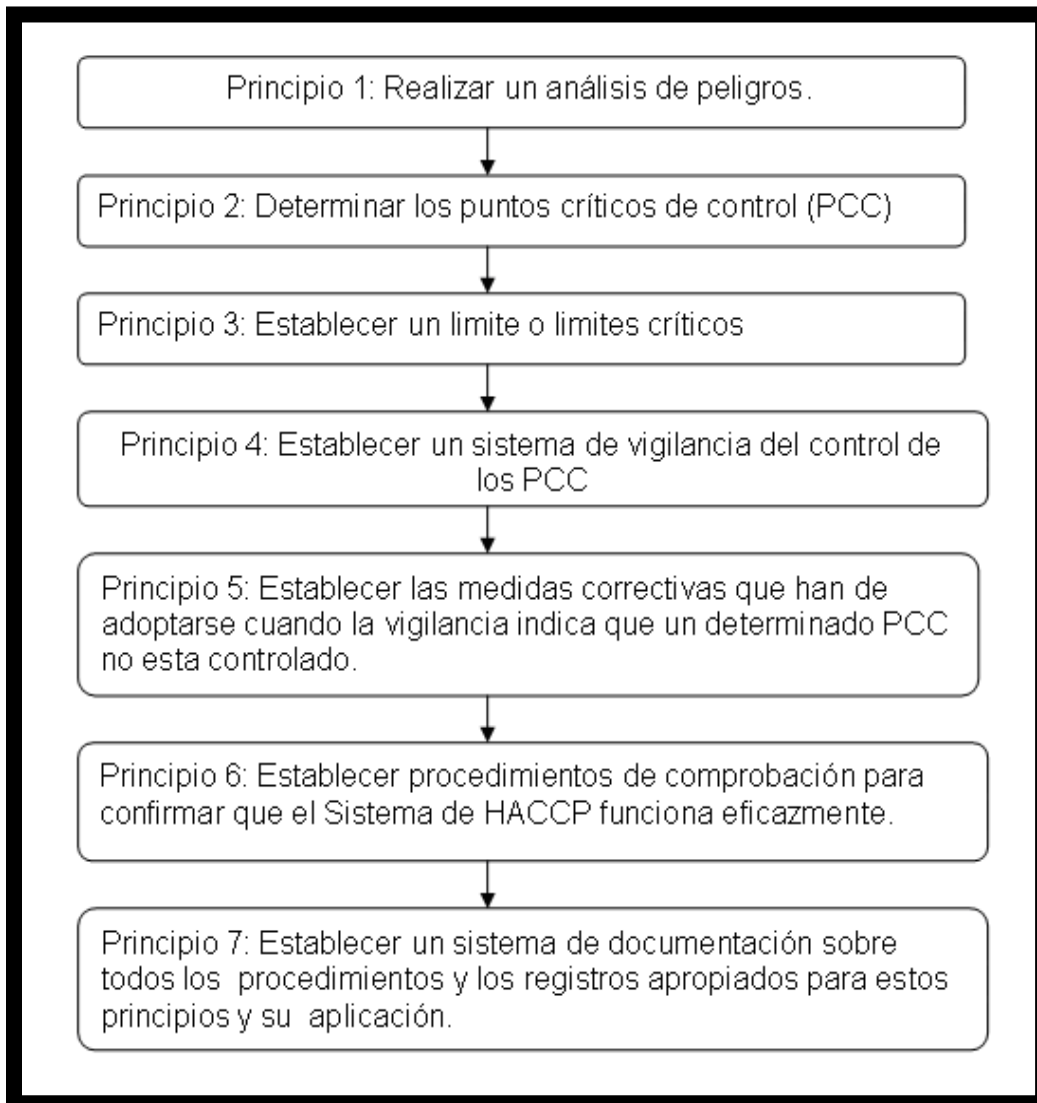 Principio 1: Realizar un análisis de peligros.
Principio 2: Determinar los puntos críticos de control (PCC)
Principio 3: Establecer un limite o limites críticos
Principio 4: Establecer un sistema de vigilancia del control de
los PCC
Principio 5: Establecer las medidas correctivas que han de
adoptarse cuando la vigilancia indica que un determinado PCC
no esta controlado.
Principio 6: Establecer procedimientos de comprobación para
confirmar que el Sistema de HACCP funciona eficazmente.
Principio 7: Establecer un sistema de documentación sobre
todos los procedimientos y los registros apropiados para estos
principios y su aplicación.